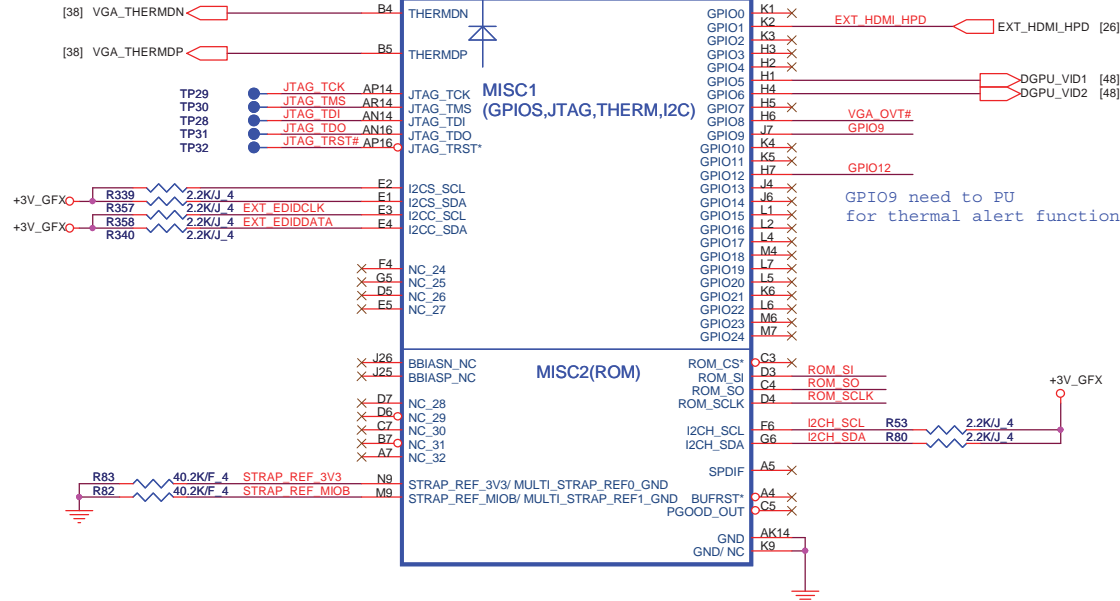 [38] VGA_THERMDN B4 THERMDN
[38] VGA_THERMDP B5 THERMDP
MISC1
(GPIOS,JTAG,THERM,I2C)
TP29 JTAG_TCK AP14 JTAG_TCK
TP30 JTAG_TMS AR14 JTAG_TMS
TP28 JTAG_TDI AN14 JTAG_TDI
TP31 JTAG_TDO AN16 JTAG_TDO
TP32 JTAG_TRST# AP16 JTAG_TRST*
+3V_GFX R339 2.2K/J_4 E2 I2CS_SCL
R357 2.2K/J_4 E1 I2CS_SDA
+3V_GFX R358 2.2K/J_4 EXT_EDIDCLK E3 I2CC_SCL
R340 2.2K/J_4 EXT_EDIDDATA E4 I2CC_SDA
F4 NC_24
G5 NC_25
D5 NC_26
E5 NC_27
GPIO0 K1
GPIO1 K2 EXT_HDMI_HPD EXT_HDMI_HPD [26]
GPIO2 K3
GPIO3 H3
GPIO4 H2
GPIO5 H1 DGPU_VID1 [48]
GPIO6 H4 DGPU_VID2 [48]
GPIO7 H5
GPIO8 H6 VGA_OVT#
GPIO9 J7 GPIO9
GPIO10 K4
GPIO11 K5
GPIO12 H7 GPIO12
GPIO13 J4
GPIO14 J6
GPIO15 L1
GPIO16 L2
GPIO17 L4
GPIO18 M4
GPIO19 L7
GPIO20 L5
GPIO21 K6
GPIO22 L6
GPIO23 M6
GPIO24 M7
GPIO9 need to PU
for thermal alert function
MISC2(ROM)
J26 BBIASN_NC
J25 BBIASP_NC
D7 NC_28
D6 NC_29
C7 NC_30
B7 NC_31
A7 NC_32
R83 40.2K/F_4 STRAP_REF_3V3 N9 STRAP_REF_3V3/ MULTI_STRAP_REF0_GND
R82 40.2K/F_4 STRAP_REF_MIOB M9 STRAP_REF_MIOB/ MULTI_STRAP_REF1_GND
ROM_CS* C3
ROM_SI D3 ROM_SI
ROM_SO C4 ROM_SO
ROM_SCLK D4 ROM_SCLK
+3V_GFX
I2CH_SCL F6 I2CH_SCL R53 2.2K/J_4
I2CH_SDA G6 I2CH_SDA R80 2.2K/J_4
SPDIF A5
BUFRST* A4
PGOOD_OUT C5
GND AK14
GND/ NC K9